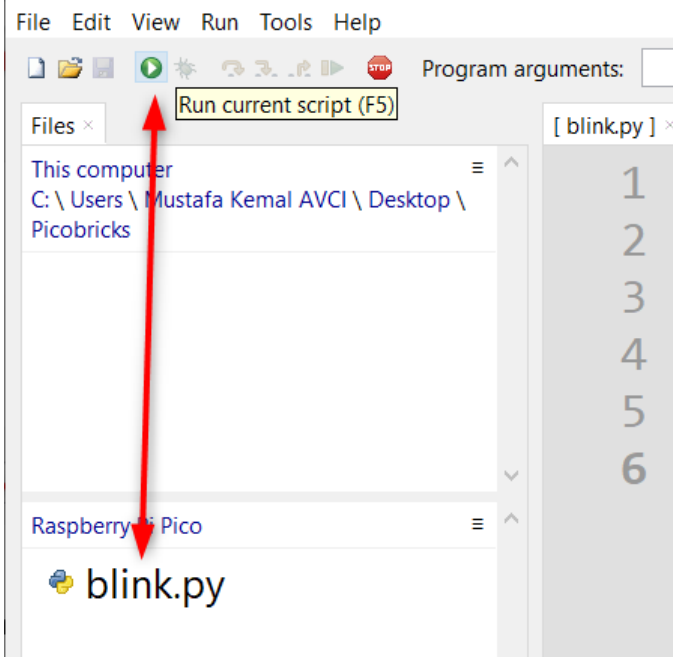 File Edit View Run Tools Help
STOP Program arguments:
Run current script (F5)
Files ×
[ blink.py ] ×
This computer
C: \ Users \ Mustafa Kemal AVCI \ Desktop \
Picobricks
1
2
3
4
5
6
Raspberry Pi Pico
blink.py